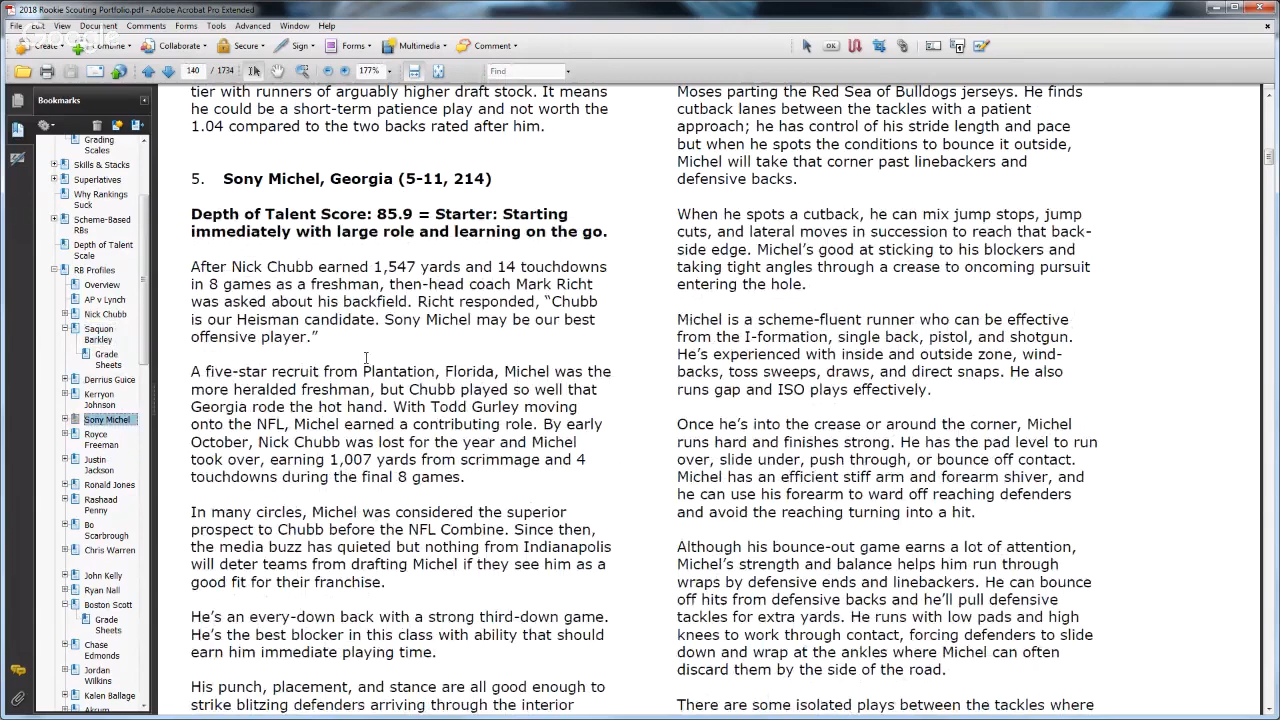 2018 Rookie Scouting Portfolio.pdf - Adobe Acrobat Pro Extended
File Edit View Document Comments Forms Tools Advanced Window Help
Google
Create Combine Collaborate Secure Sign Forms Multimedia Comment
140 / 1734 177% Find
Bookmarks
Grading
Scales
Skills & Stacks
Superlatives
Why Rankings
Suck
Scheme-Based
RBs
Depth of Talent
Scale
RB Profiles
Overview
AP v Lynch
Nick Chubb
Saquon
Barkley
Grade
Sheets
Derrius Guice
Kerryon
Johnson
Sony Michel
Royce
Freeman
Justin
Jackson
Ronald Jones
Rashaad
Penny
Bo
Scarbrough
Chris Warren
John Kelly
Ryan Nall
Boston Scott
Grade
Sheets
Chase
Edmonds
Jordan
Wilkins
Kalen Ballage
Akrum
tier with runners of arguably higher draft stock. It means
he could be a short-term patience play and not worth the
1.04 compared to the two backs rated after him.
5. Sony Michel, Georgia (5-11, 214)
Depth of Talent Score: 85.9 = Starter: Starting
immediately with large role and learning on the go.
After Nick Chubb earned 1,547 yards and 14 touchdowns
in 8 games as a freshman, then-head coach Mark Richt
was asked about his backfield. Richt responded, “Chubb
is our Heisman candidate. Sony Michel may be our best
offensive player.”
A five-star recruit from Plantation, Florida, Michel was the
more heralded freshman, but Chubb played so well that
Georgia rode the hot hand. With Todd Gurley moving
onto the NFL, Michel earned a contributing role. By early
October, Nick Chubb was lost for the year and Michel
took over, earning 1,007 yards from scrimmage and 4
touchdowns during the final 8 games.
In many circles, Michel was considered the superior
prospect to Chubb before the NFL Combine. Since then,
the media buzz has quieted but nothing from Indianapolis
will deter teams from drafting Michel if they see him as a
good fit for their franchise.
He’s an every-down back with a strong third-down game.
He’s the best blocker in this class with ability that should
earn him immediate playing time.
His punch, placement, and stance are all good enough to
strike blitzing defenders arriving through the interior
Moses parting the Red Sea of Bulldogs jerseys. He finds
cutback lanes between the tackles with a patient
approach; he has control of his stride length and pace
but when he spots the conditions to bounce it outside,
Michel will take that corner past linebackers and
defensive backs.
When he spots a cutback, he can mix jump stops, jump
cuts, and lateral moves in succession to reach that back-
side edge. Michel’s good at sticking to his blockers and
taking tight angles through a crease to oncoming pursuit
entering the hole.
Michel is a scheme-fluent runner who can be effective
from the I-formation, single back, pistol, and shotgun.
He’s experienced with inside and outside zone, wind-
backs, toss sweeps, draws, and direct snaps. He also
runs gap and ISO plays effectively.
Once he’s into the crease or around the corner, Michel
runs hard and finishes strong. He has the pad level to run
over, slide under, push through, or bounce off contact.
Michel has an efficient stiff arm and forearm shiver, and
he can use his forearm to ward off reaching defenders
and avoid the reaching turning into a hit.
Although his bounce-out game earns a lot of attention,
Michel’s strength and balance helps him run through
wraps by defensive ends and linebackers. He can bounce
off hits from defensive backs and he’ll pull defensive
tackles for extra yards. He runs with low pads and high
knees to work through contact, forcing defenders to slide
down and wrap at the ankles where Michel can often
discard them by the side of the road.
There are some isolated plays between the tackles where